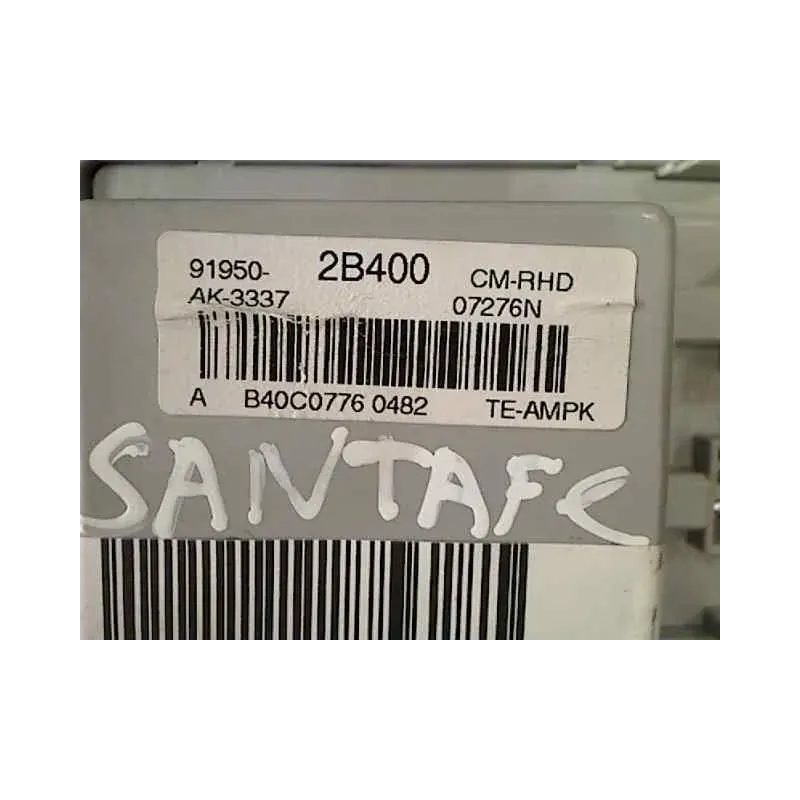 91950- 2B400 CM-RHD
AK-3337 07276N
A B40C0776 0482 TE-AMPK
SANTAFe